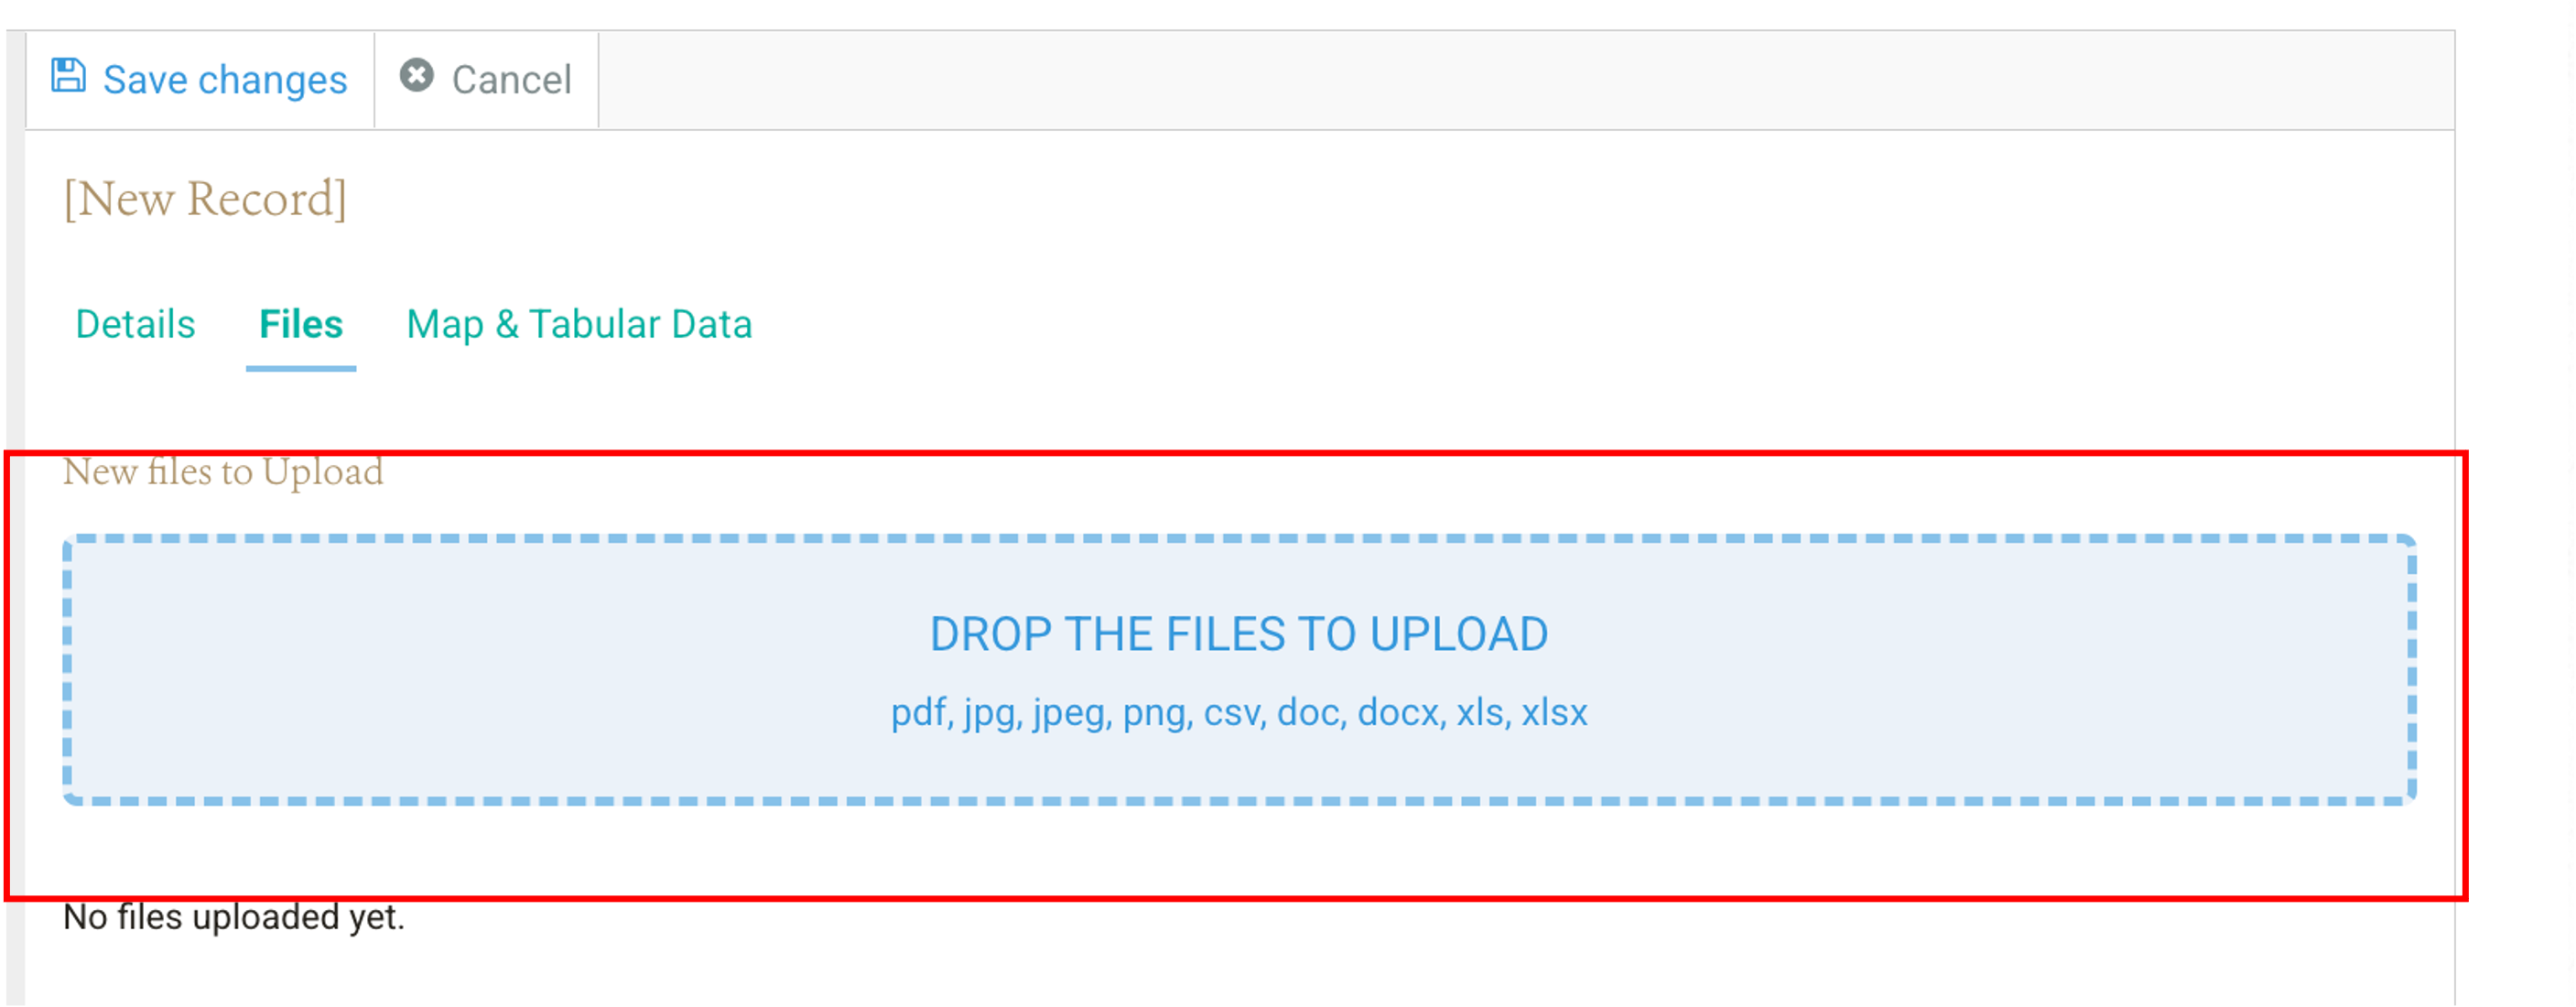 Save changes Cancel
[New Record]
Details Files Map & Tabular Data
New files to Upload
DROP THE FILES TO UPLOAD
pdf, jpg, jpeg, png, csv, doc, docx, xls, xlsx
No files uploaded yet.